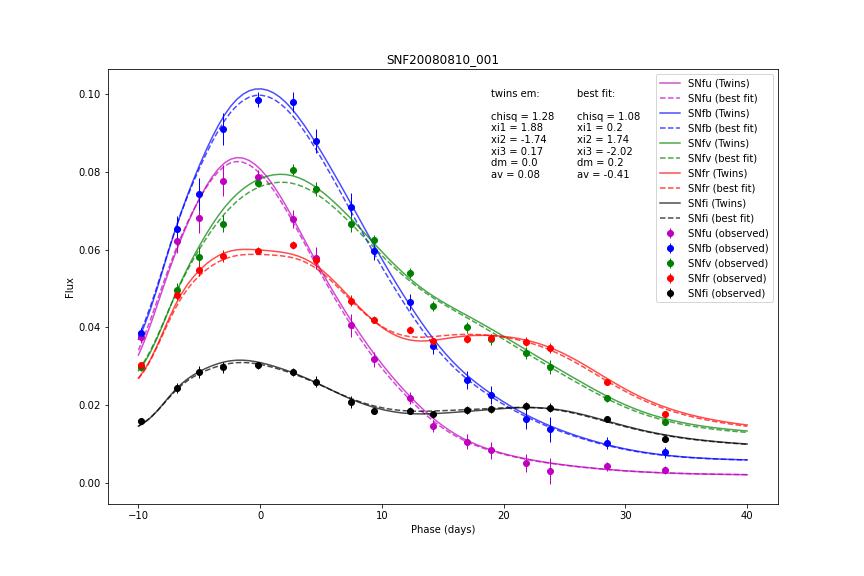 SNF20080810_001
twins em:
chisq = 1.28
xi1 = 1.88
xi2 = -1.74
xi3 = 0.17
dm = 0.0
av = 0.08
best fit:
chisq = 1.08
xi1 = 0.2
xi2 = 1.74
xi3 = -2.02
dm = 0.2
av = -0.41
SNfu (Twins)
SNfu (best fit)
SNfb (Twins)
SNfb (best fit)
SNfv (Twins)
SNfv (best fit)
SNfr (Twins)
SNfr (best fit)
SNfi (Twins)
SNfi (best fit)
SNfu (observed)
SNfb (observed)
SNfv (observed)
SNfr (observed)
SNfi (observed)
Flux
0.10
0.08
0.06
0.04
0.02
0.00
−10
0
10
20
30
40
Phase (days)